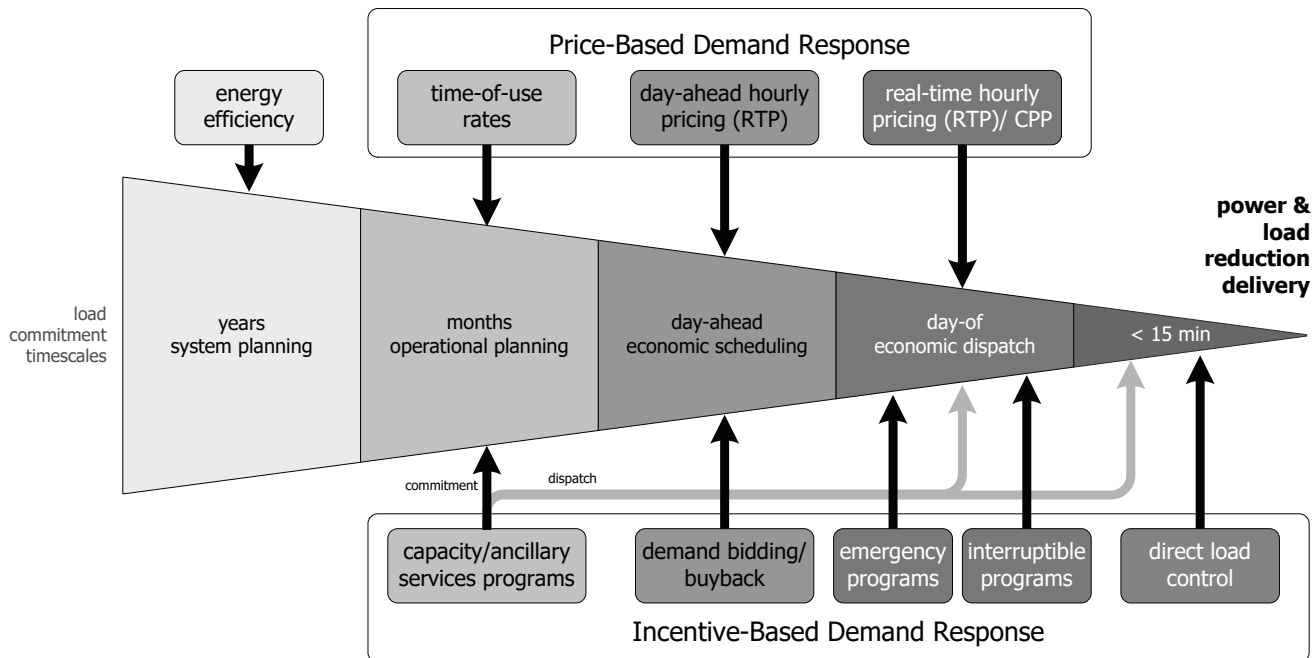 Price-Based Demand Response
energy
efficiency
time-of-use
rates
day-ahead hourly
pricing (RTP)
real-time hourly
pricing (RTP)/ CPP
power &
load
reduction
delivery
load
commitment
timescales
years
system planning
months
operational planning
day-ahead
economic scheduling
day-of
economic dispatch
< 15 min
commitment
dispatch
capacity/ancillary
services programs
demand bidding/
buyback
emergency
programs
interruptible
programs
direct load
control
Incentive-Based Demand Response